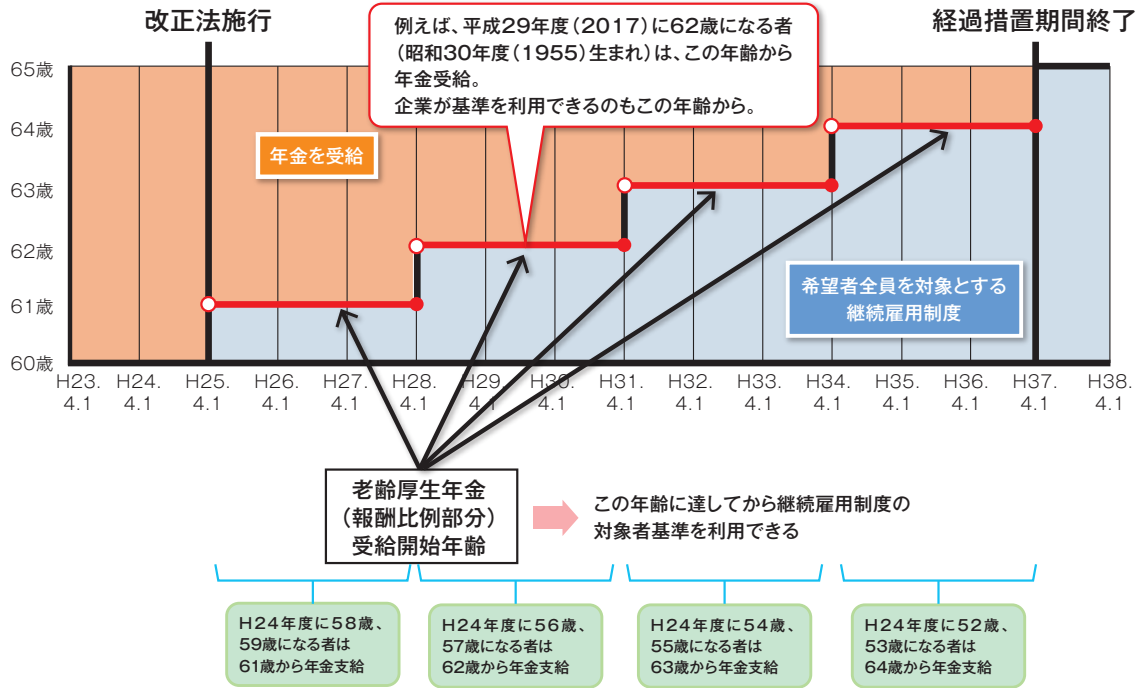 改正法施行
経過措置期間終了
例えば、平成29年度(2017)に62歳になる者
(昭和30年度(1955)生まれ)は、この年齢から
年金受給。
企業が基準を利用できるのもこの年齢から。
65歳
64歳
63歳
62歳
61歳
60歳
年金を受給
希望者全員を対象とする
継続雇用制度
H23. H24. H25. H26. H27. H28. H29. H30. H31. H32. H33. H34. H35. H36. H37. H38.
4.1 4.1 4.1 4.1 4.1 4.1 4.1 4.1 4.1 4.1 4.1 4.1 4.1 4.1 4.1 4.1
老齢厚生年金
(報酬比例部分)
受給開始年齢
この年齢に達してから継続雇用制度の
対象者基準を利用できる
H24年度に58歳、
59歳になる者は
61歳から年金支給
H24年度に56歳、
57歳になる者は
62歳から年金支給
H24年度に54歳、
55歳になる者は
63歳から年金支給
H24年度に52歳、
53歳になる者は
64歳から年金支給